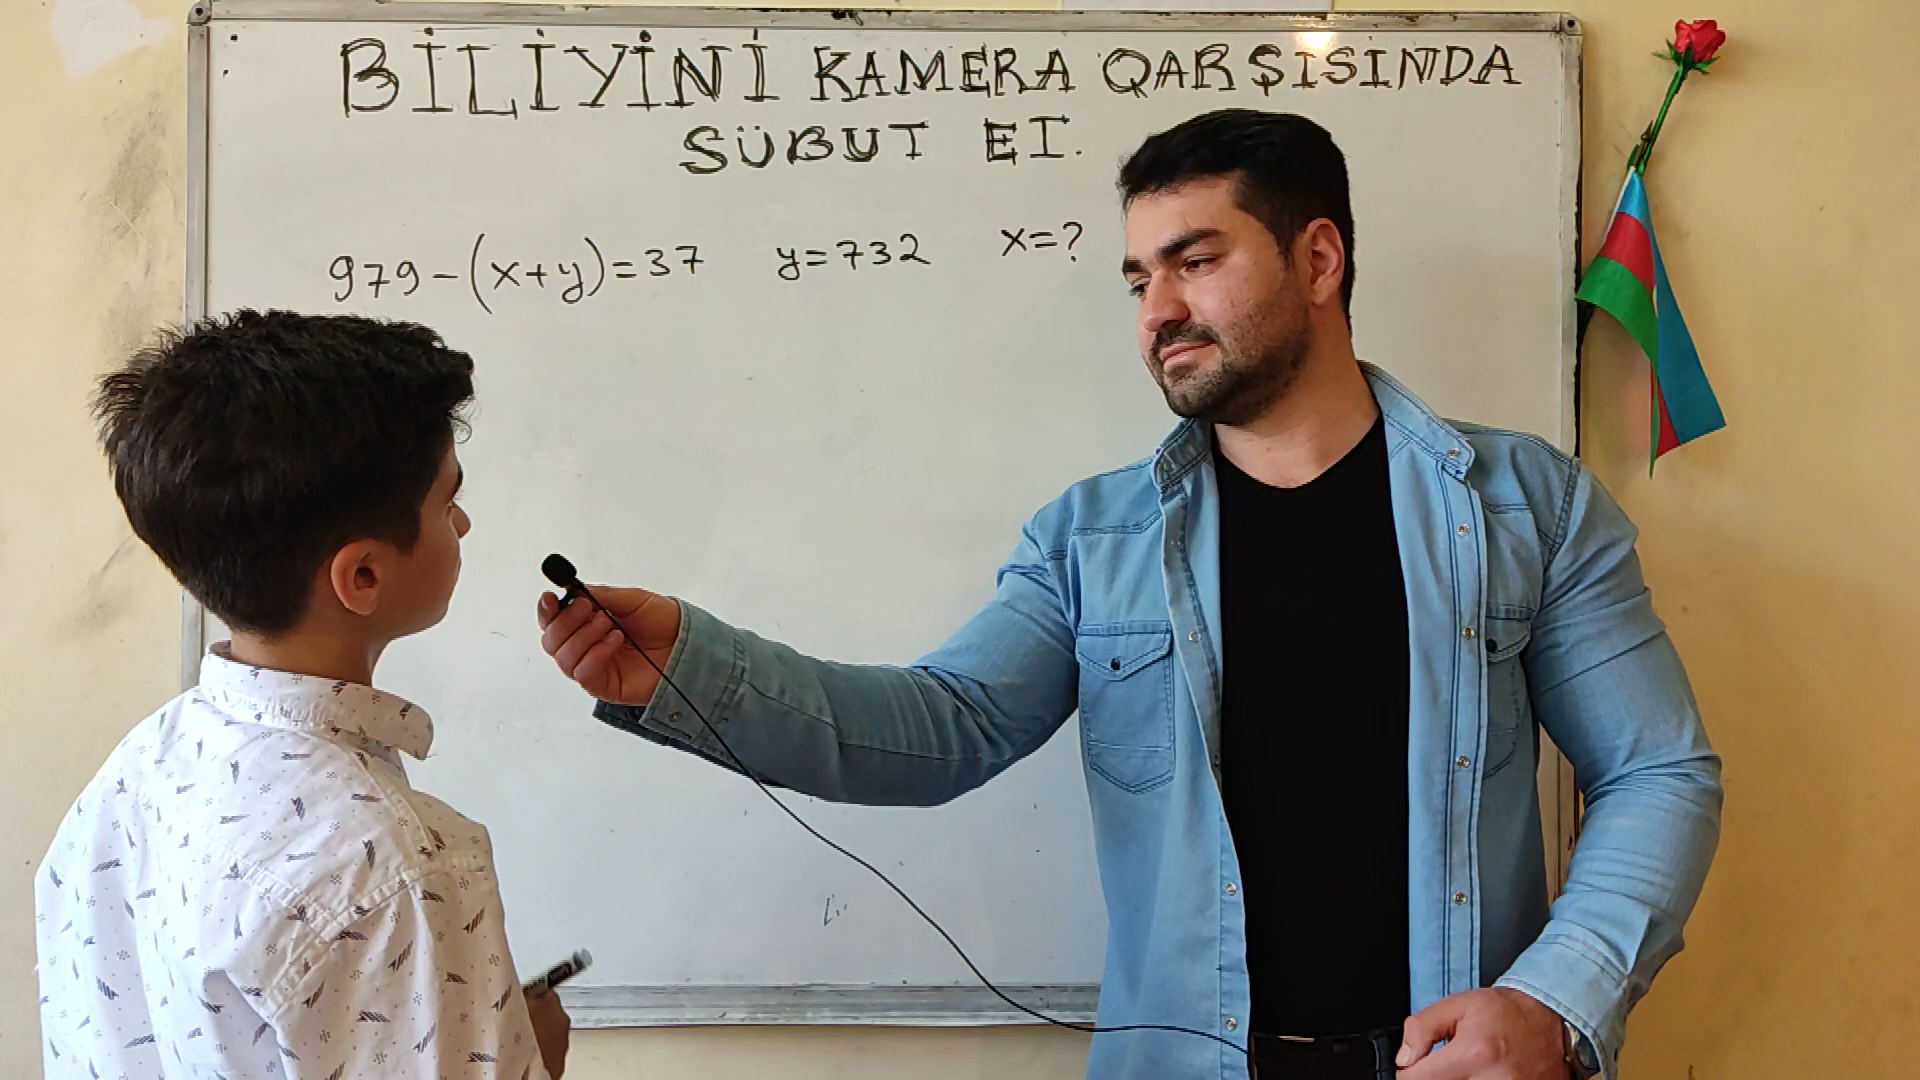 BİLİYİNİ KAMERA QARŞISINDA
SÜBUT ET.
979-(x+y)=37 y=732 x=?